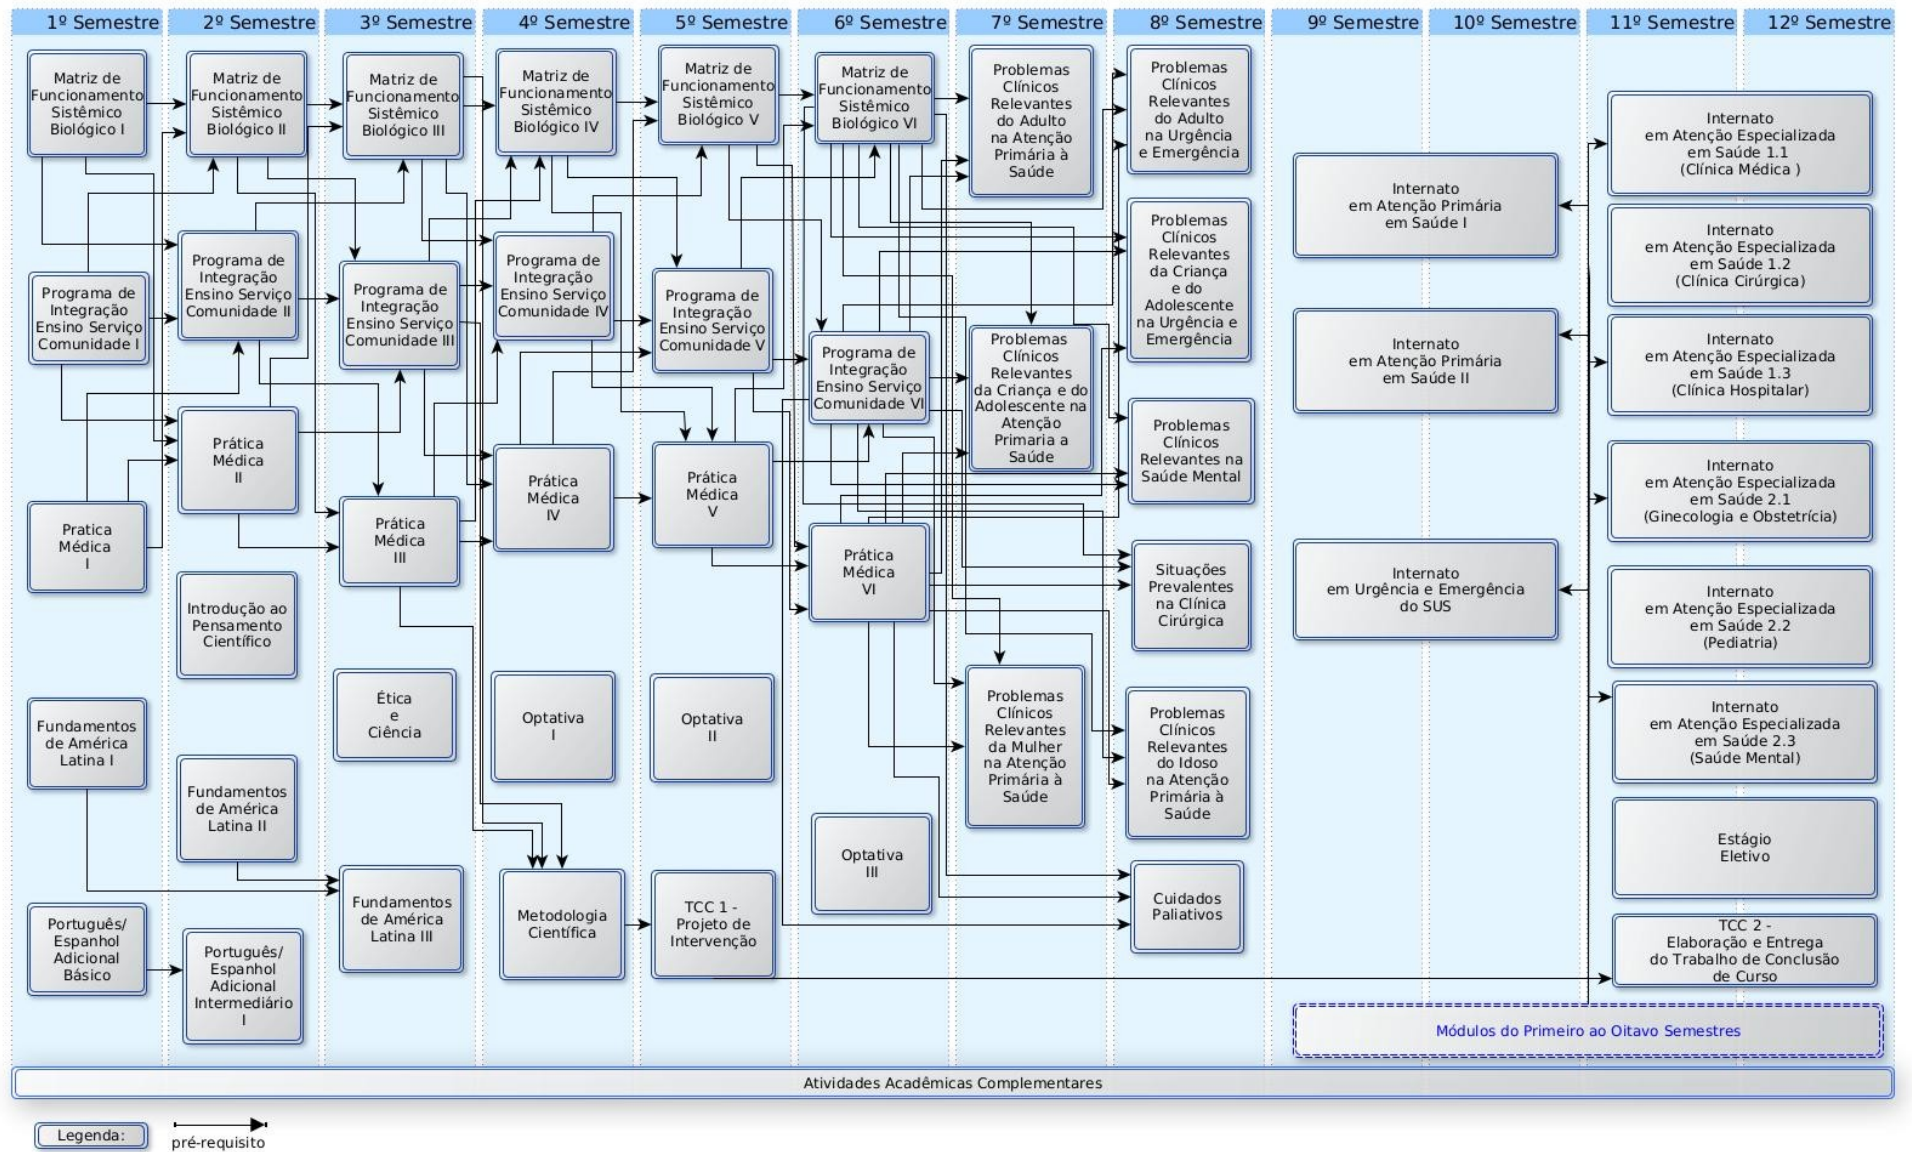 1º Semestre
2º Semestre
3º Semestre
4º Semestre
5º Semestre
6º Semestre
7º Semestre
8º Semestre
9º Semestre
10º Semestre
11º Semestre
12º Semestre
Matriz de
Funcionamento
Sistêmico
Biológico I
Programa de
Integração
Ensino Serviço
Comunidade I
Pratica
Médica
I
Fundamentos
de América
Latina I
Português/
Espanhol
Adicional
Básico
Matriz de
Funcionamento
Sistêmico
Biológico II
Programa de
Integração
Ensino Serviço
Comunidade II
Prática
Médica
II
Introdução ao
Pensamento
Científico
Fundamentos
de América
Latina II
Português/
Espanhol
Adicional
Intermediário
I
Matriz de
Funcionamento
Sistêmico
Biológico III
Programa de
Integração
Ensino Serviço
Comunidade III
Prática
Médica
III
Ética
e
Ciência
Fundamentos
de América
Latina III
Matriz de
Funcionamento
Sistêmico
Biológico IV
Programa de
Integração
Ensino Serviço
Comunidade IV
Prática
Médica
IV
Optativa
I
Metodologia
Científica
Matriz de
Funcionamento
Sistêmico
Biológico V
Programa de
Integração
Ensino Serviço
Comunidade V
Prática
Médica
V
Optativa
II
TCC 1 -
Projeto de
Intervenção
Matriz de
Funcionamento
Sistêmico
Biológico VI
Programa de
Integração
Ensino Serviço
Comunidade VI
Prática
Médica
VI
Optativa
III
Problemas
Clínicos
Relevantes
do Adulto
na Atenção
Primária à
Saúde
Problemas
Clínicos
Relevantes
da Criança e do
Adolescente na
Atenção
Primaria a
Saúde
Problemas
Clínicos
Relevantes
da Mulher
na Atenção
Primária à
Saúde
Problemas
Clínicos
Relevantes
do Adulto
na Urgência
e Emergência
Problemas
Clínicos
Relevantes
da Criança
e do
Adolescente
na Urgência e
Emergência
Problemas
Clínicos
Relevantes na
Saúde Mental
Situações
Prevalentes
na Clínica
Cirúrgica
Problemas
Clínicos
Relevantes
do Idoso
na Atenção
Primária à
Saúde
Cuidados
Paliativos
Internato
em Atenção Primária
em Saúde I
Internato
em Atenção Primária
em Saúde II
Internato
em Urgência e Emergência
do SUS
Internato
em Atenção Especializada
em Saúde 1.1
(Clínica Médica )
Internato
em Atenção Especializada
em Saúde 1.2
(Clínica Cirúrgica)
Internato
em Atenção Especializada
em Saúde 1.3
(Clínica Hospitalar)
Internato
em Atenção Especializada
em Saúde 2.1
(Ginecologia e Obstetrícia)
Internato
em Atenção Especializada
em Saúde 2.2
(Pediatria)
Internato
em Atenção Especializada
em Saúde 2.3
(Saúde Mental)
Estágio
Eletivo
TCC 2 -
Elaboração e Entrega
do Trabalho de Conclusão
de Curso
Módulos do Primeiro ao Oitavo Semestres
Atividades Acadêmicas Complementares
Legenda:
pré-requisito